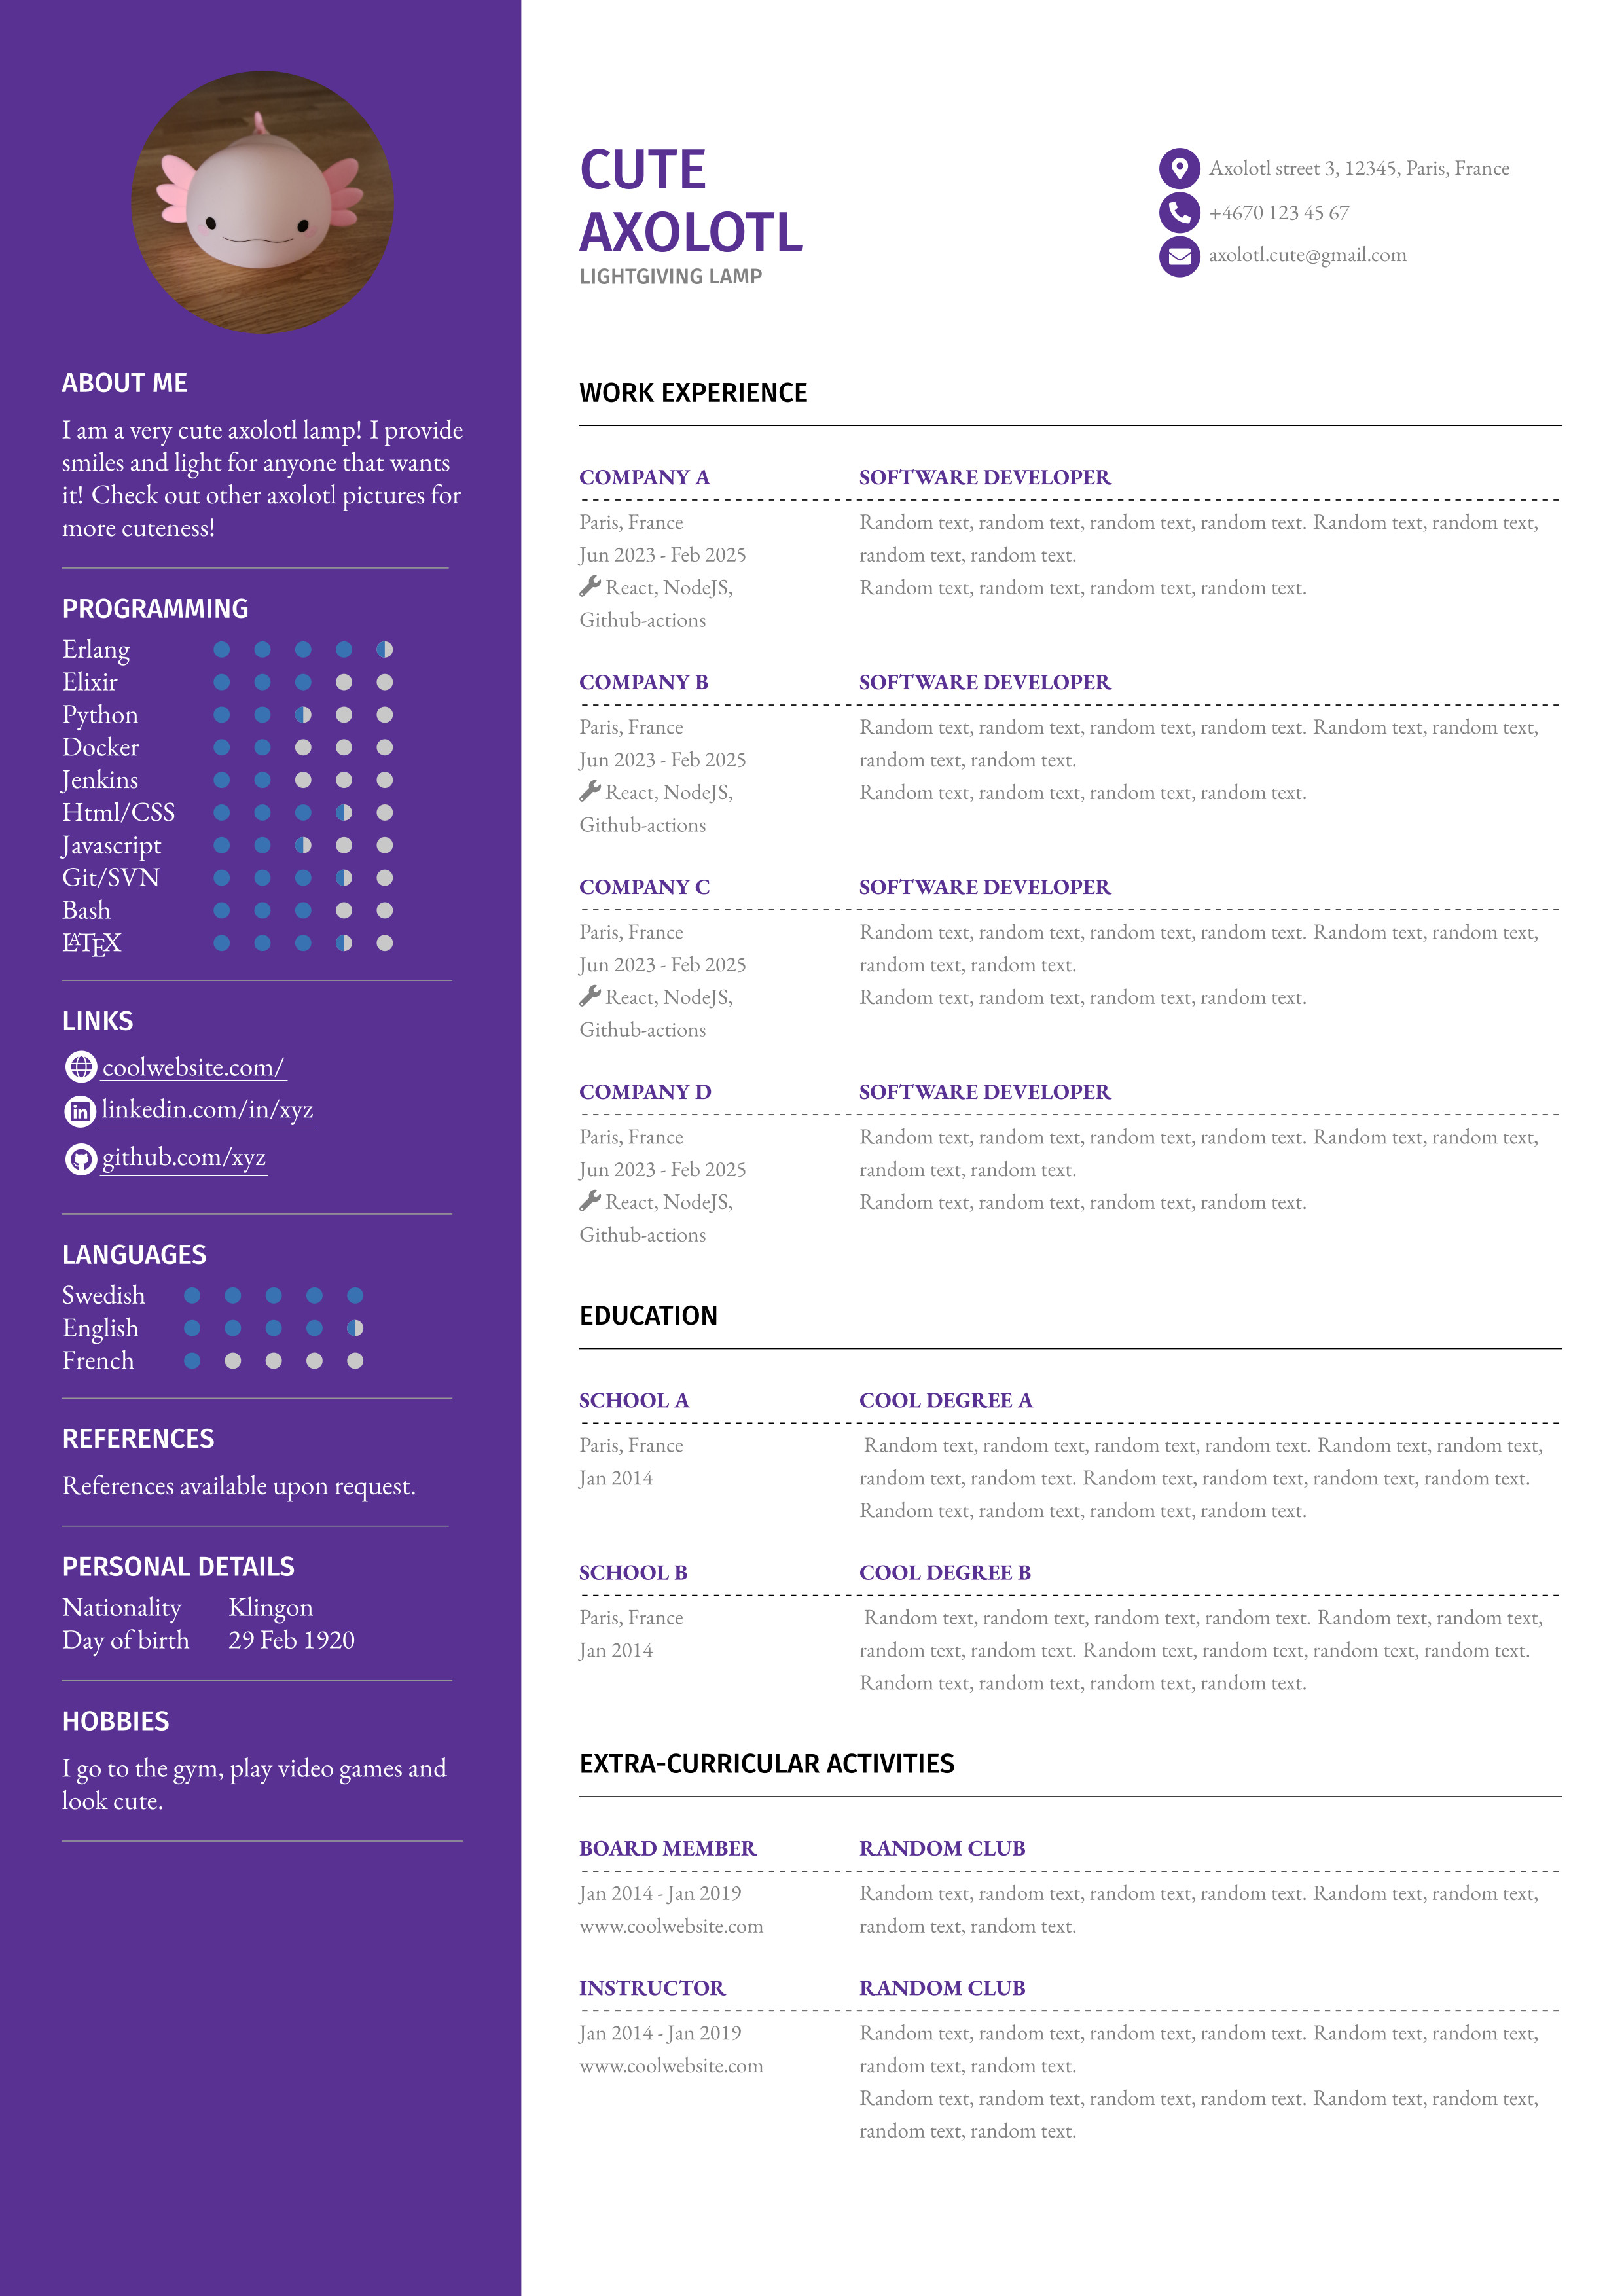 CUTE
AXOLOTL
LIGHTGIVING LAMP
Axolotl street 3, 12345, Paris, France
+4670 123 45 67
axolotl.cute@gmail.com
ABOUT ME
I am a very cute axolotl lamp! I provide
smiles and light for anyone that wants
it! Check out other axolotl pictures for
more cuteness!
PROGRAMMING
Erlang
Elixir
Python
Docker
Jenkins
Html/CSS
Javascript
Git/SVN
Bash
LATEX
LINKS
coolwebsite.com/
linkedin.com/in/xyz
github.com/xyz
LANGUAGES
Swedish
English
French
REFERENCES
References available upon request.
PERSONAL DETAILS
Nationality Klingon
Day of birth 29 Feb 1920
HOBBIES
I go to the gym, play video games and
look cute.
WORK EXPERIENCE
COMPANY A SOFTWARE DEVELOPER
Paris, France Random text, random text, random text, random text. Random text, random text,
Jun 2023 - Feb 2025 random text, random text.
React, NodeJS, Random text, random text, random text, random text.
Github-actions
COMPANY B SOFTWARE DEVELOPER
Paris, France Random text, random text, random text, random text. Random text, random text,
Jun 2023 - Feb 2025 random text, random text.
React, NodeJS, Random text, random text, random text, random text.
Github-actions
COMPANY C SOFTWARE DEVELOPER
Paris, France Random text, random text, random text, random text. Random text, random text,
Jun 2023 - Feb 2025 random text, random text.
React, NodeJS, Random text, random text, random text, random text.
Github-actions
COMPANY D SOFTWARE DEVELOPER
Paris, France Random text, random text, random text, random text. Random text, random text,
Jun 2023 - Feb 2025 random text, random text.
React, NodeJS, Random text, random text, random text, random text.
Github-actions
EDUCATION
SCHOOL A COOL DEGREE A
Paris, France Random text, random text, random text, random text. Random text, random text,
Jan 2014 random text, random text. Random text, random text, random text, random text.
Random text, random text, random text, random text.
SCHOOL B COOL DEGREE B
Paris, France Random text, random text, random text, random text. Random text, random text,
Jan 2014 random text, random text. Random text, random text, random text, random text.
Random text, random text, random text, random text.
EXTRA-CURRICULAR ACTIVITIES
BOARD MEMBER RANDOM CLUB
Jan 2014 - Jan 2019 Random text, random text, random text, random text. Random text, random text,
www.coolwebsite.com random text, random text.
INSTRUCTOR RANDOM CLUB
Jan 2014 - Jan 2019 Random text, random text, random text, random text. Random text, random text,
www.coolwebsite.com random text, random text.
Random text, random text, random text, random text. Random text, random text,
random text, random text.